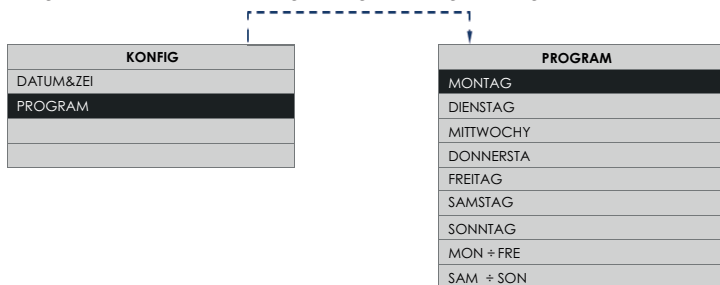 KONFIG
DATUM&ZEI
PROGRAM
PROGRAM
MONTAG
DIENSTAG
MITTWOCHY
DONNERSTA
FREITAG
SAMSTAG
SONNTAG
MON ÷ FRE
SAM ÷ SON